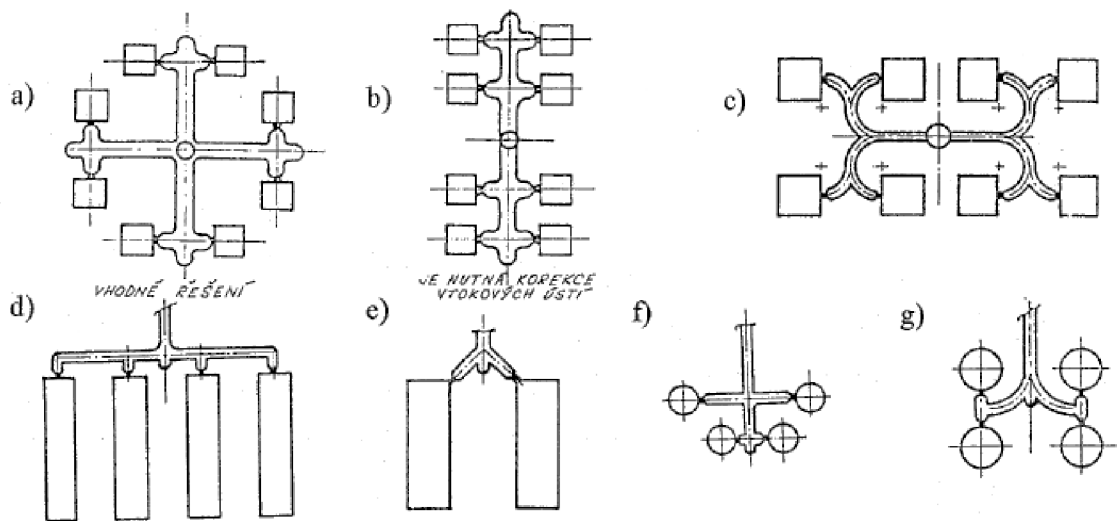 a)
b)
c)
VHODNÉ ŘEŠENÍ
JE NUTNÁ KOREKCE
VTOKOVÝCH ÚSTÍ
d)
e)
f)
g)